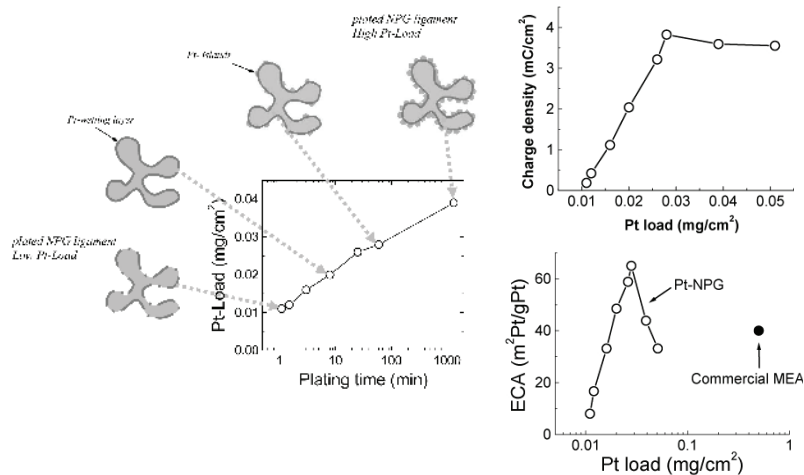 plated NPG ligament
High Pt-Load
Pt- islands
Pt-wetting layer
plated NPG ligament
Low Pt-Load
0.04
0.03
0.02
0.01
0.00
Pt-Load (mg/cm²)
1 10 100 1000
Plating time (min)
4
3
2
1
0
Charge density (mC/cm²)
0.01 0.02 0.03 0.04 0.05
Pt load (mg/cm²)
60
40
20
0
ECA (m²Pt/gPt)
Pt-NPG
Commercial MEA
0.01 0.1 1
Pt load (mg/cm²)